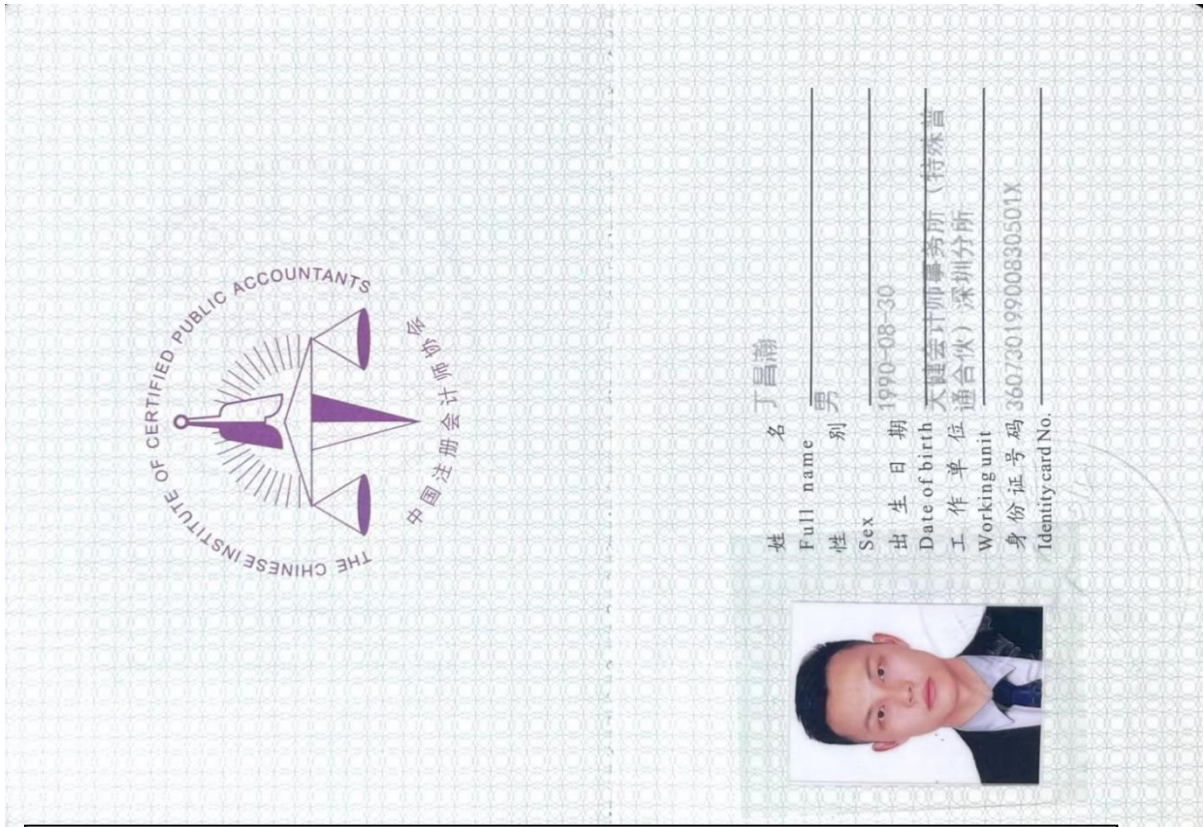 THE CHINESE INSTITUTE OF CERTIFIED PUBLIC ACCOUNTANTS
中国注册会计师协会
姓 名 丁昌瀚
Full name
性 别 男
Sex
出 生 日 期 1990-08-30
Date of birth
工 作 单 位 天健会计师事务所（特殊普
通合伙）深圳分所
Working unit
身 份 证 号 码 36073019900830501X
Identity card No.